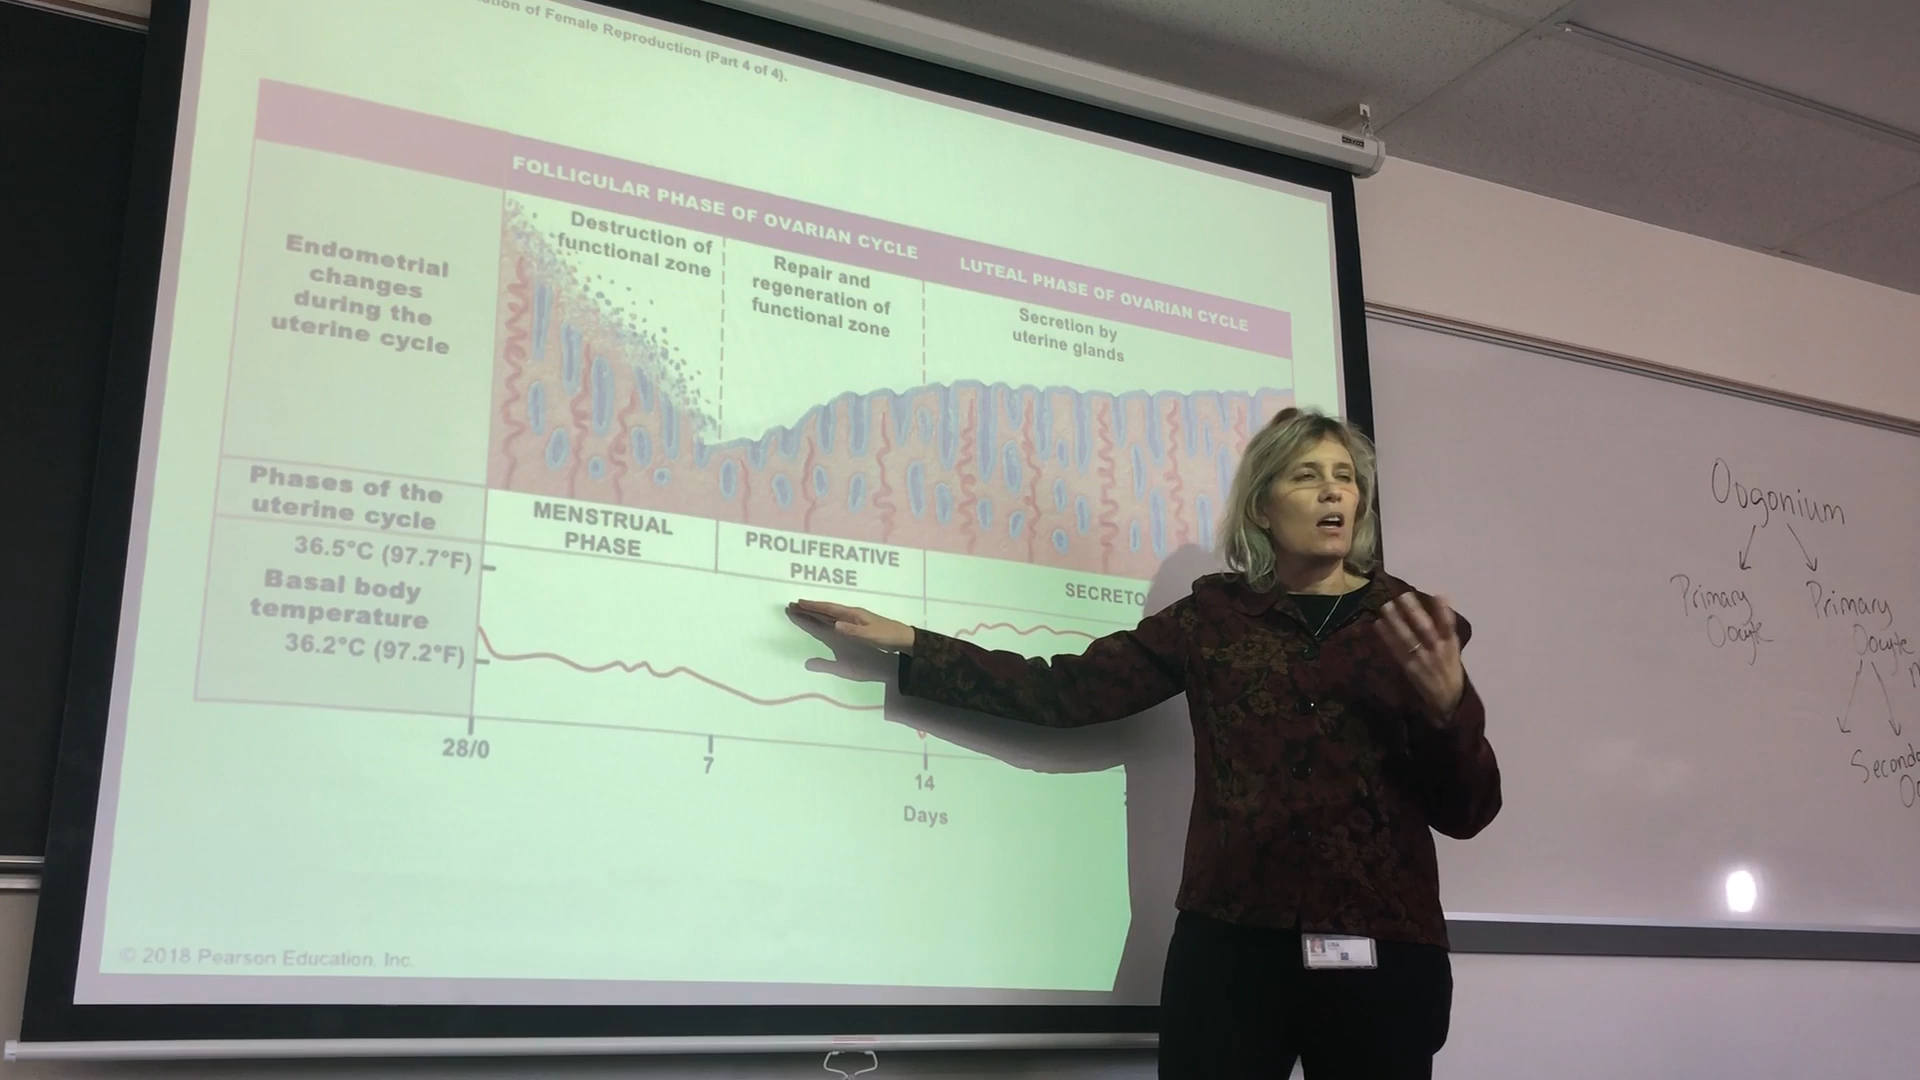 of Female Reproduction (Part 4 of 4).
FOLLICULAR PHASE OF OVARIAN CYCLE
LUTEAL PHASE OF OVARIAN CYCLE
Endometrial
changes
during the
uterine cycle
Destruction of
functional zone
Repair and
regeneration of
functional zone
Secretion by
uterine glands
Phases of the
uterine cycle
MENSTRUAL
PHASE
PROLIFERATIVE
PHASE
SECRETO
36.5°C (97.7°F)
Basal body
temperature
36.2°C (97.2°F)
28/0
7
14
Days
© 2018 Pearson Education, Inc.
Oogonium
Primary
Oocyte
Primary
Oocyte
Seconda
Oo